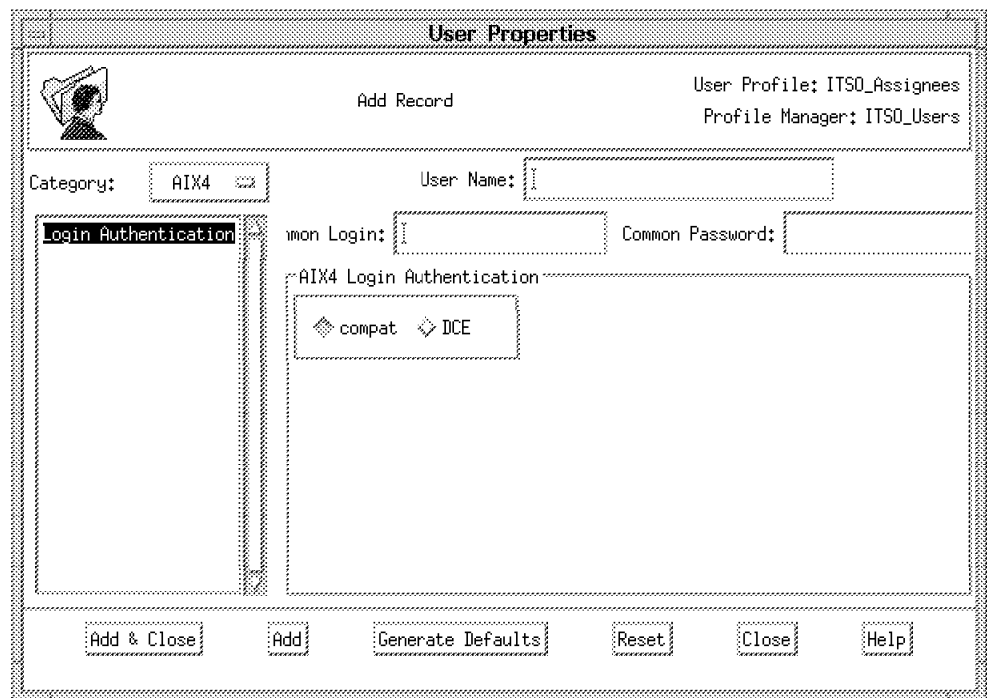 User Properties
Add Record
User Profile: ITSO_Assignees
Profile Manager: ITSO_Users
Category: AIX4
User Name:
Login Authentication
mon Login:
Common Password:
AIX4 Login Authentication
compat DCE
Add & Close Add Generate Defaults Reset Close Help